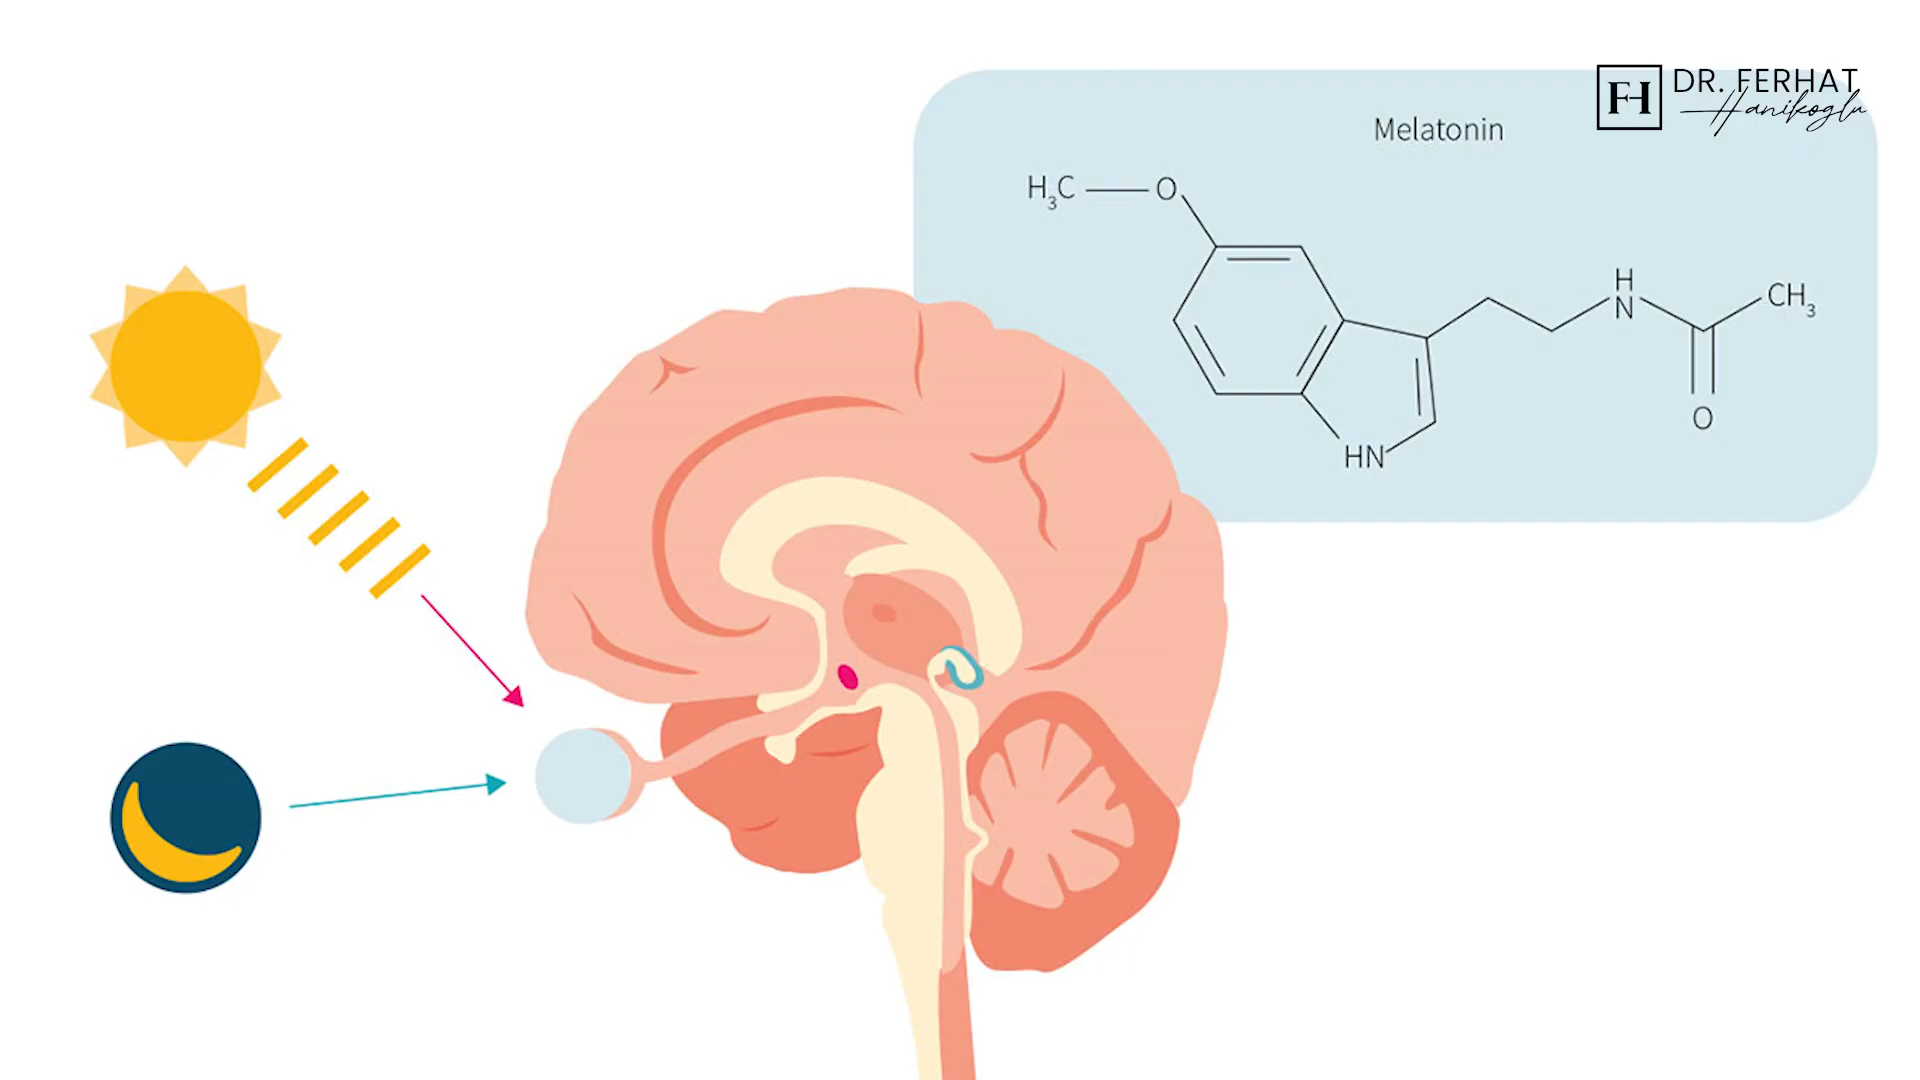 FH
DR. FERHAT
Hanikoglu
Melatonin
H₃C
O
H
N
CH₃
O
HN